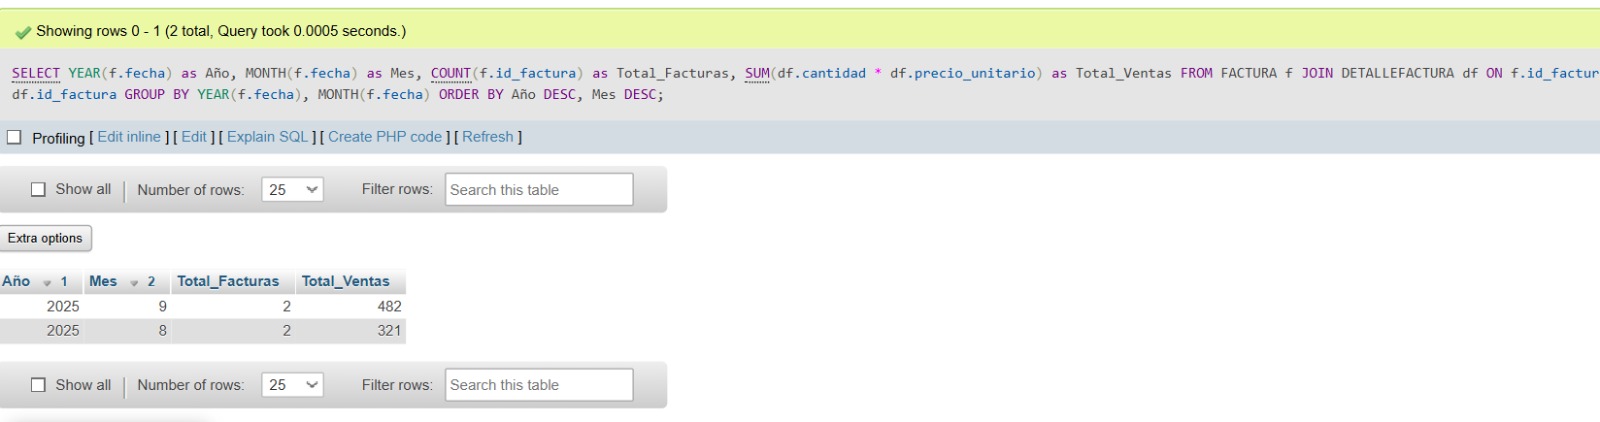 Showing rows 0 - 1 (2 total, Query took 0.0005 seconds.)
SELECT YEAR(f.fecha) as Año, MONTH(f.fecha) as Mes, COUNT(f.id_factura) as Total_Facturas, SUM(df.cantidad * df.precio_unitario) as Total_Ventas FROM FACTURA f JOIN DETALLEFACTURA df ON f.id_factur
df.id_factura GROUP BY YEAR(f.fecha), MONTH(f.fecha) ORDER BY Año DESC, Mes DESC;
Profiling [ Edit inline ] [ Edit ] [ Explain SQL ] [ Create PHP code ] [ Refresh ]
Show all Number of rows: 25 Filter rows: Search this table
Extra options
Año 1 Mes 2 Total_Facturas Total_Ventas
2025 9 2 482
2025 8 2 321
Show all Number of rows: 25 Filter rows: Search this table